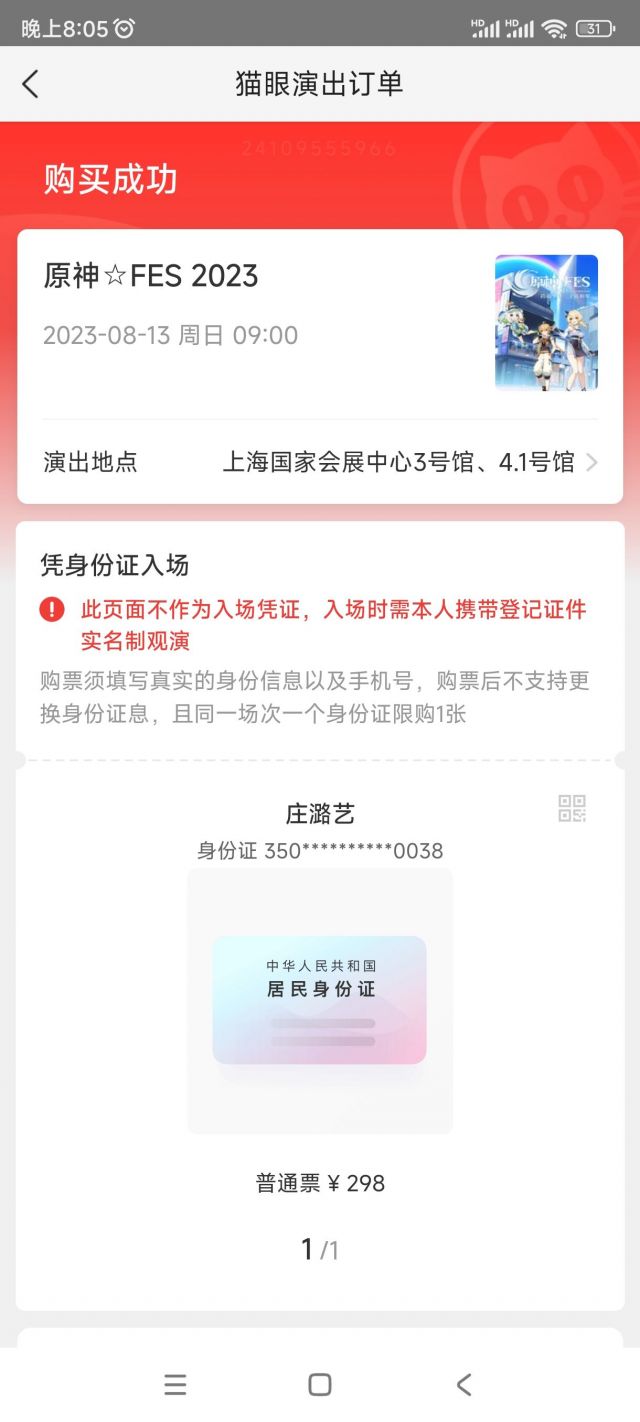 晚上8:05
HD HD 31
猫眼演出订单
24109555966
购买成功
原神☆FES 2023
2023-08-13 周日 09:00
原神 FES
演出地点 上海国家会展中心3号馆、4.1号馆
凭身份证入场
此页面不作为入场凭证，入场时需本人携带登记证件
实名制观演
购票须填写真实的身份信息以及手机号，购票后不支持更
换身份证息，且同一场次一个身份证限购1张
庄潞艺
身份证 350**********0038
中华人民共和国
居民身份证
普通票 ¥ 298
1 /1